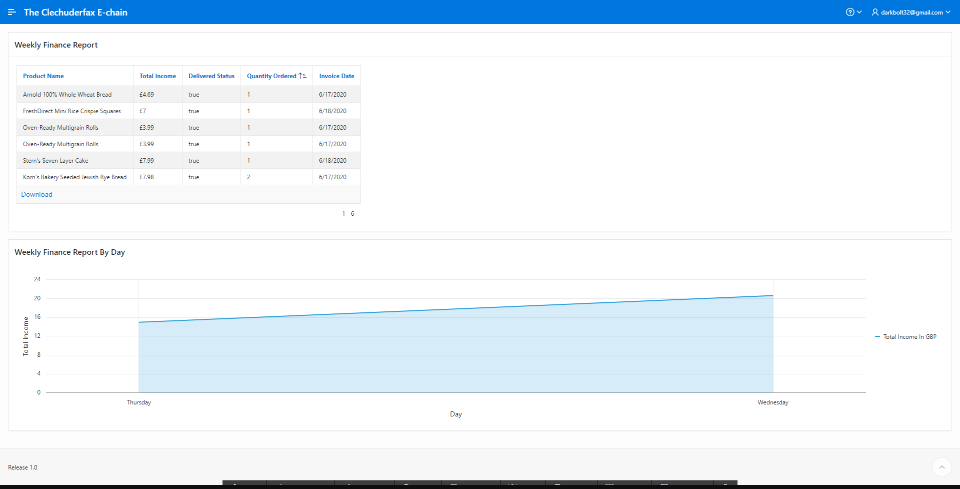 The Clechuderfax E-chain
darkbolt32@gmail.com
Weekly Finance Report
Product Name Total Income Delivered Status Quantity Ordered Invoice Date
Arnold 100% Whole Wheat Bread £4.69 true 1 6/17/2020
FreshDirect Mini Rice Crispie Squares £7 true 1 6/18/2020
Oven-Ready Multigrain Rolls £3.99 true 1 6/17/2020
Oven-Ready Multigrain Rolls £3.99 true 1 6/17/2020
Stern's Seven Layer Cake £7.99 true 1 6/18/2020
Korn's Bakery Seeded Jewish Rye Bread £7.98 true 2 6/17/2020
Download
1 6
Weekly Finance Report By Day
24
20
16
12
8
4
0
Total Income
Thursday Wednesday
Day
Total Income In GBP
Release 1.0